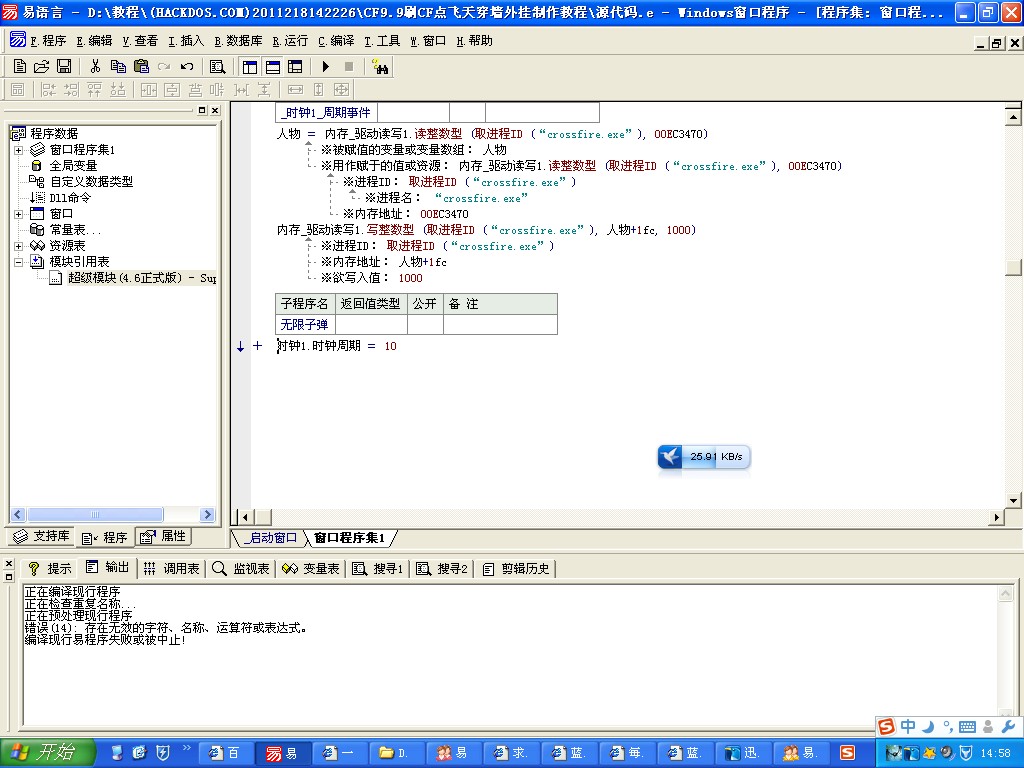 易语言 - D:\教程\(HACKDOS.COM)2011218142226\CF9.9刷CF点飞天穿墙外挂制作教程\源代码.e - Windows窗口程序 - [程序集: 窗口程...
F.程序 E.编辑 V.查看 I.插入 B.数据库 R.运行 C.编译 T.工具 W.窗口 H.帮助
程序数据
窗口程序集1
全局变量
自定义数据类型
Dll命令
窗口
常量表...
资源表
模块引用表
超级模块(4.6正式版) - Sup
支持库 程序 属性
_时钟1_周期事件
人物 = 内存_驱动读写1.读整数型 (取进程ID (“crossfire.exe”), 00EC3470)
※被赋值的变量或变量数组: 人物
※用作赋于的值或资源: 内存_驱动读写1.读整数型 (取进程ID (“crossfire.exe”), 00EC3470)
※进程ID: 取进程ID (“crossfire.exe”)
※进程名: “crossfire.exe”
※内存地址: 00EC3470
内存_驱动读写1.写整数型 (取进程ID (“crossfire.exe”), 人物+1fc, 1000)
※进程ID: 取进程ID (“crossfire.exe”)
※内存地址: 人物+1fc
※欲写入值: 1000
子程序名 返回值类型 公开 备 注
无限子弹
时钟1.时钟周期 = 10
25.91 KB/s
_启动窗口 窗口程序集1
提示 输出 调用表 监视表 变量表 搜寻1 搜寻2 剪辑历史
正在编译现行程序
正在检查重复名称...
正在预处理现行程序
错误(14): 存在无效的字符、名称、运算符或表达式。
编译现行易程序失败或被中止!
中
开始 百 易 一 D. 易 求. 蓝. 每. 蓝. 迅. 易. 14:58